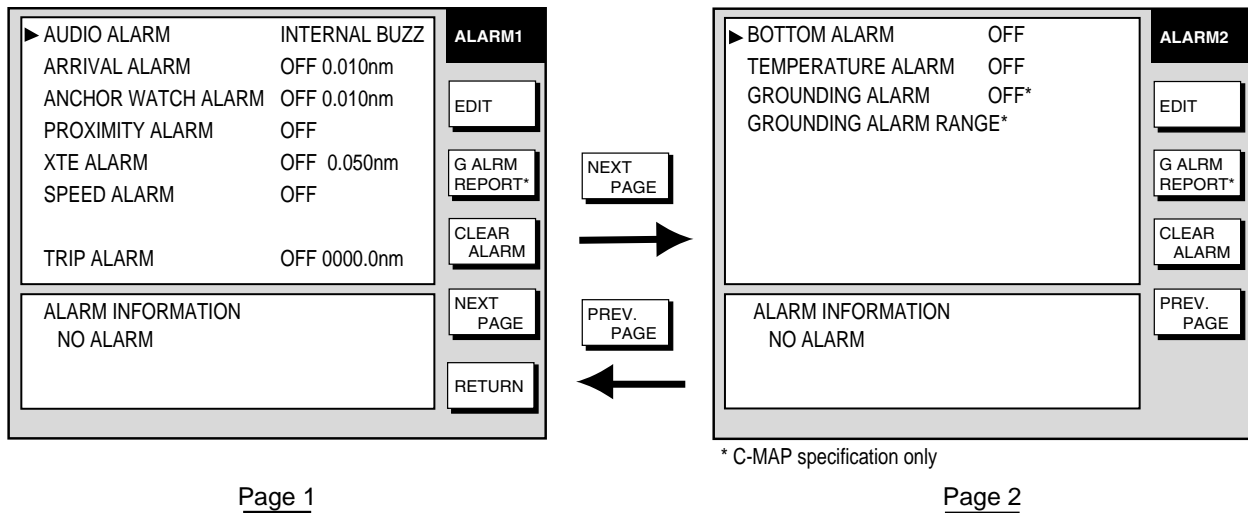 AUDIO ALARM INTERNAL BUZZ
ARRIVAL ALARM OFF 0.010nm
ANCHOR WATCH ALARM OFF 0.010nm
PROXIMITY ALARM OFF
XTE ALARM OFF 0.050nm
SPEED ALARM OFF
TRIP ALARM OFF 0000.0nm
ALARM INFORMATION
NO ALARM
ALARM1
EDIT
G ALRM
REPORT*
CLEAR
ALARM
NEXT
PAGE
RETURN
Page 1
NEXT
PAGE
PREV.
PAGE
BOTTOM ALARM OFF
TEMPERATURE ALARM OFF
GROUNDING ALARM OFF*
GROUNDING ALARM RANGE*
ALARM INFORMATION
NO ALARM
ALARM2
EDIT
G ALRM
REPORT*
CLEAR
ALARM
PREV.
PAGE
* C-MAP specification only
Page 2